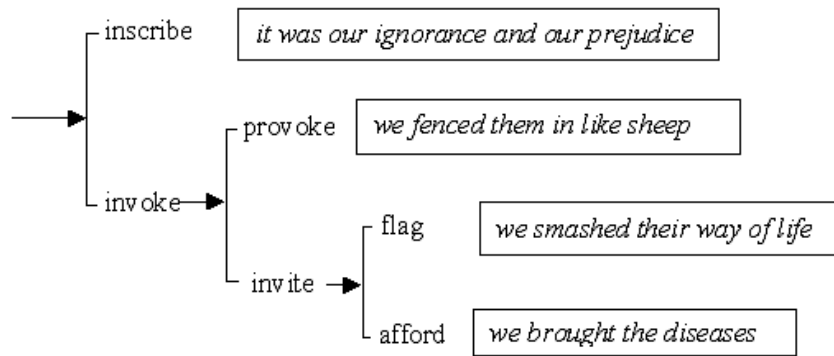 inscribe it was our ignorance and our prejudice
provoke we fenced them in like sheep
invoke
flag we smashed their way of life
invite
afford we brought the diseases